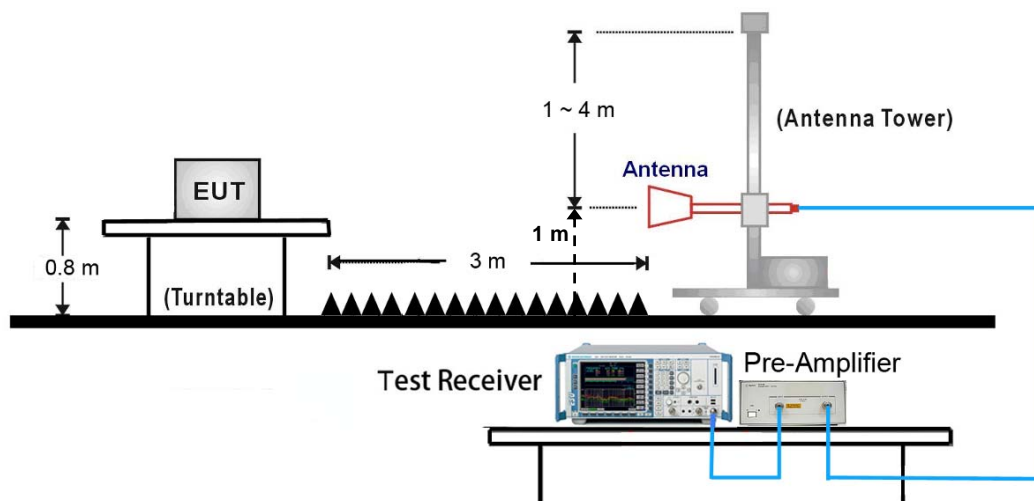 1 ~ 4 m
(Antenna Tower)
Antenna
EUT
1 m
3 m
0.8 m
(Turntable)
Test Receiver
Pre-Amplifier